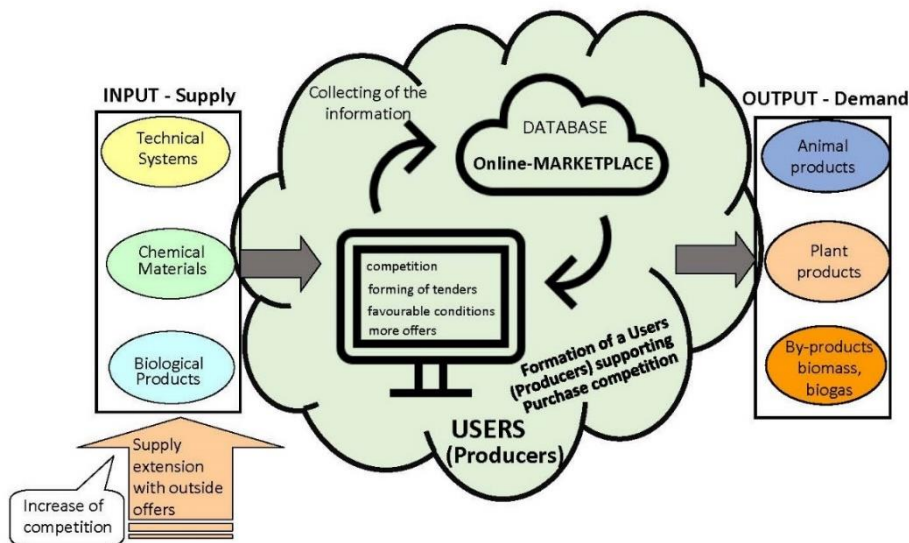 INPUT - Supply
Technical
Systems
Chemical
Materials
Biological
Products
Supply
extension
with outside
offers
Increase of
competition
Collecting of the
information
DATABASE
Online-MARKETPLACE
competition
forming of tenders
favourable conditions
more offers
Formation of a Users
(Producers) supporting
Purchase competition
USERS
(Producers)
OUTPUT - Demand
Animal
products
Plant
products
By-products
biomass,
biogas